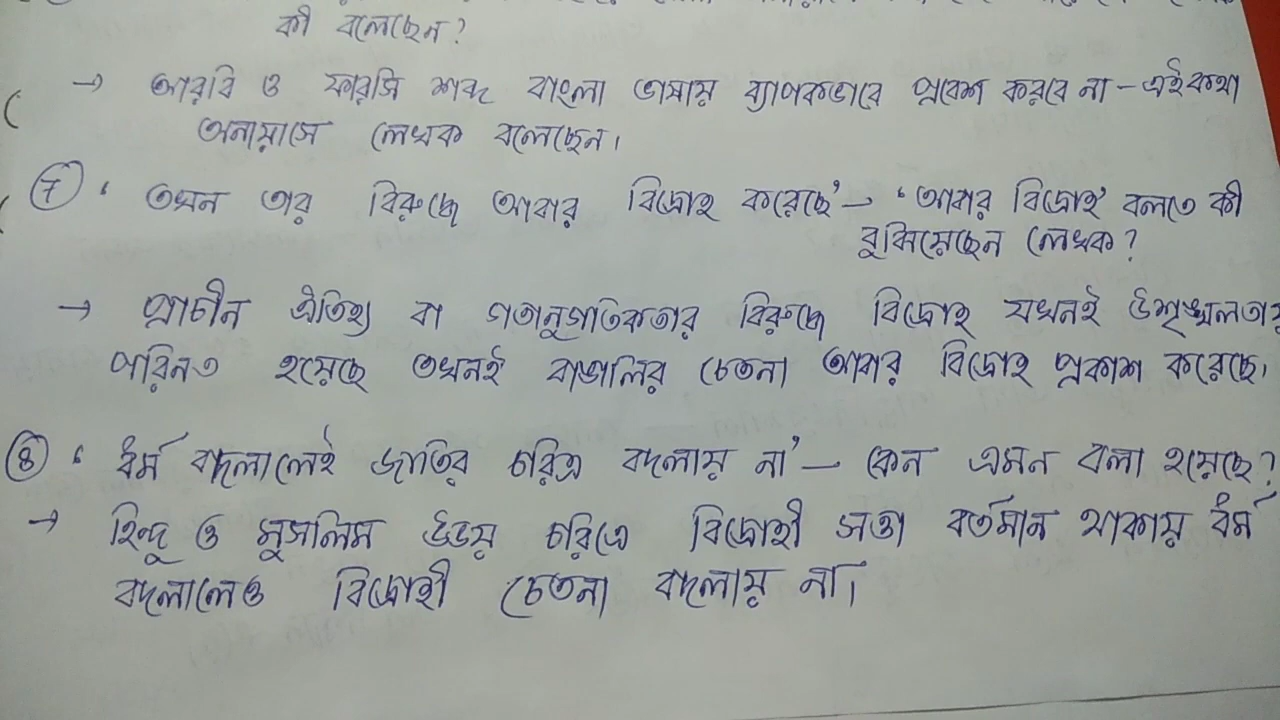 কী বলেছেন?
→ আরবি ও ফারসি শব্দ বাংলা ভাষায় ব্যাপকভাবে প্রবেশ করবে না – এই কথা
অনায়াসে লেখক বলেছেন।
⑦ ‘তখন তার বিরুদ্ধে আবার বিদ্রোহ করেছে’ – ‘আবার বিদ্রোহ’ বলতে কী
বুঝিয়েছেন লেখক?
→ প্রাচীন ঐতিহ্য বা গতানুগতিকতার বিরুদ্ধে বিদ্রোহ যখনই উশৃঙ্খলতায়
পরিনত হয়েছে তখনই বাঙালির চেতনা আবার বিদ্রোহ প্রকাশ করেছে।
⑧ ‘ধর্ম বদলালেই জাতির চরিত্র বদলায় না’ – কেন এমন বলা হয়েছে?
→ হিন্দু ও মুসলিম উভয় চরিত্রে বিদ্রোহী সত্তা বর্তমান থাকায় ধর্ম
বদলালেও বিদ্রোহী চেতনা বদলায় না।